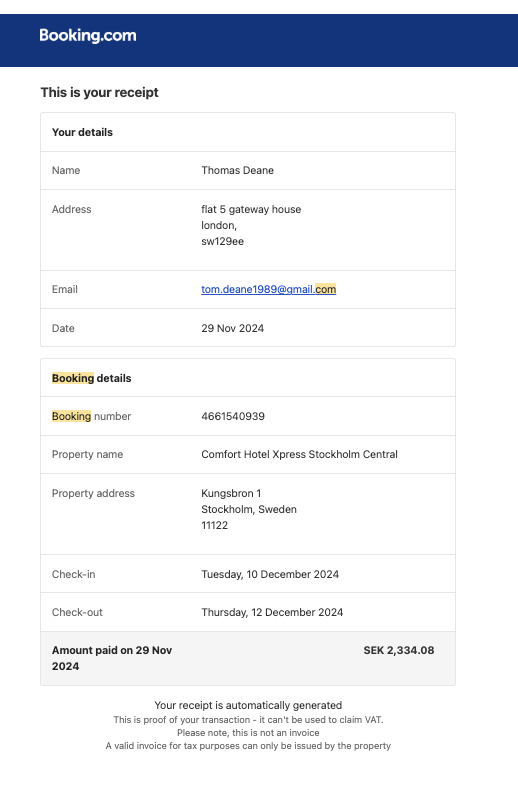 Booking.com
This is your receipt
Your details
Name Thomas Deane
Address flat 5 gateway house
london,
sw129ee
Email tom.deane1989@gmail.com
Date 29 Nov 2024
Booking details
Booking number 4661540939
Property name Comfort Hotel Xpress Stockholm Central
Property address Kungsbron 1
Stockholm, Sweden
11122
Check-in Tuesday, 10 December 2024
Check-out Thursday, 12 December 2024
Amount paid on 29 Nov SEK 2,334.08
2024
Your receipt is automatically generated
This is proof of your transaction - it can't be used to claim VAT.
Please note, this is not an invoice
A valid invoice for tax purposes can only be issued by the property